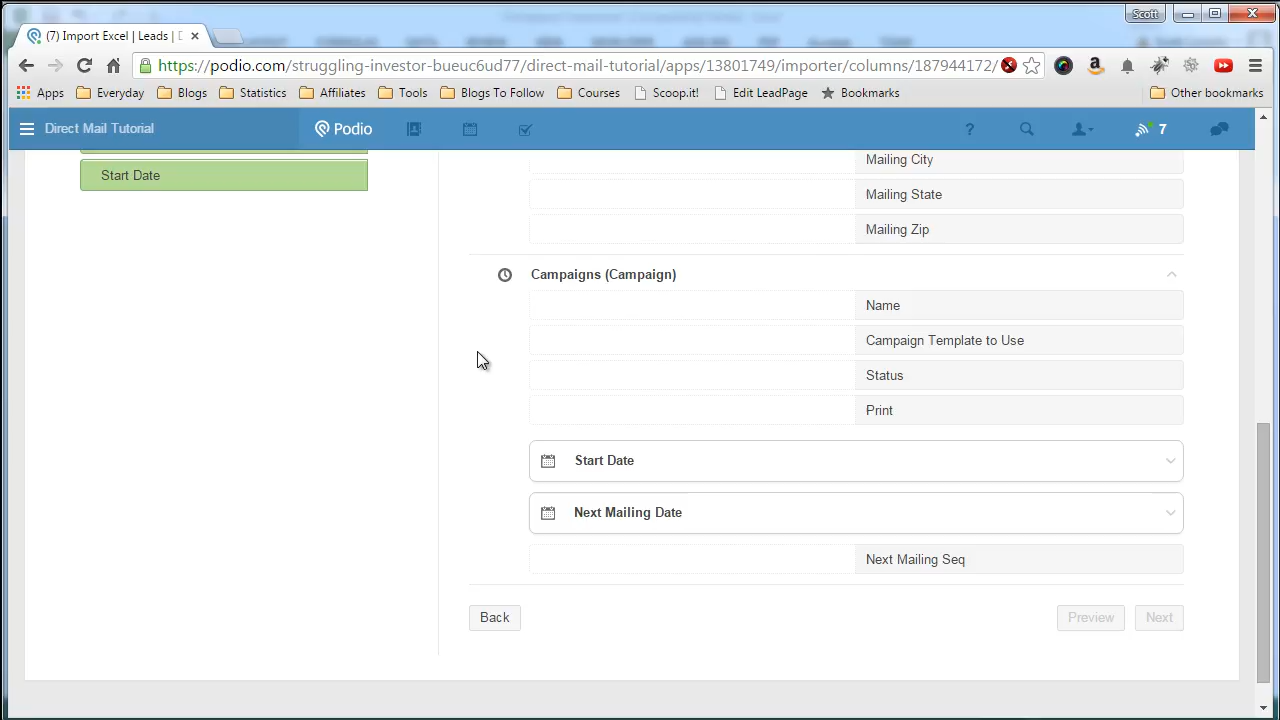 Scott
(7) Import Excel | Leads |
https://podio.com/struggling-investor-bueuc6ud77/direct-mail-tutorial/apps/13801749/importer/columns/187944172/
Apps Everyday Blogs Statistics Affiliates Tools Blogs To Follow Courses Scoop.it! Edit LeadPage Bookmarks Other bookmarks
Direct Mail Tutorial Podio ? 7
Start Date
Mailing City
Mailing State
Mailing Zip
Campaigns (Campaign)
Name
Campaign Template to Use
Status
Print
Start Date
Next Mailing Date
Next Mailing Seq
Back Preview Next